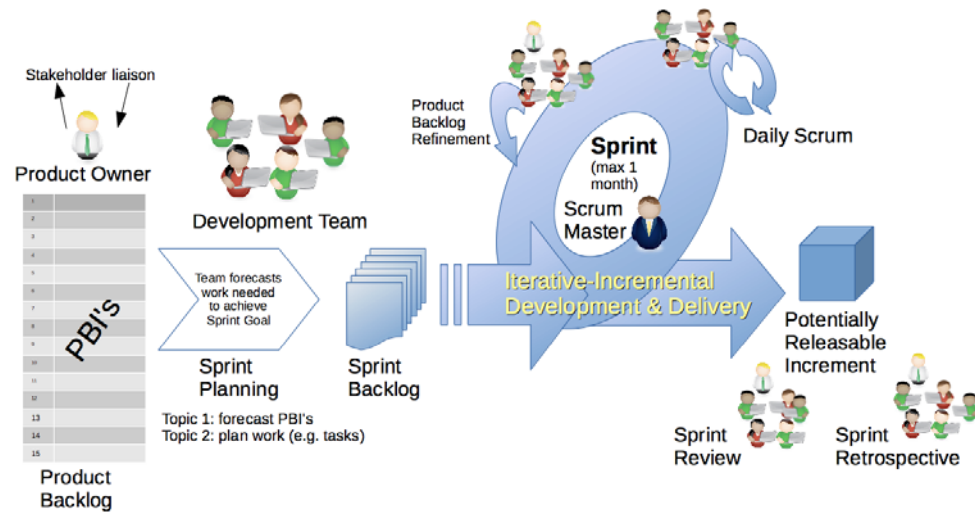 Stakeholder liaison
Product Owner
1
2
3
4
5
6
7
8
9
10
11
12
13
14
15
PBI's
Product
Backlog
Development Team
Team forecasts
work needed
to achieve
Sprint Goal
Sprint
Planning
Topic 1: forecast PBI's
Topic 2: plan work (e.g. tasks)
Sprint
Backlog
Product
Backlog
Refinement
Sprint
(max 1
month)
Scrum
Master
Daily Scrum
Iterative-Incremental
Development & Delivery
Potentially
Releasable
Increment
Sprint
Review
Sprint
Retrospective